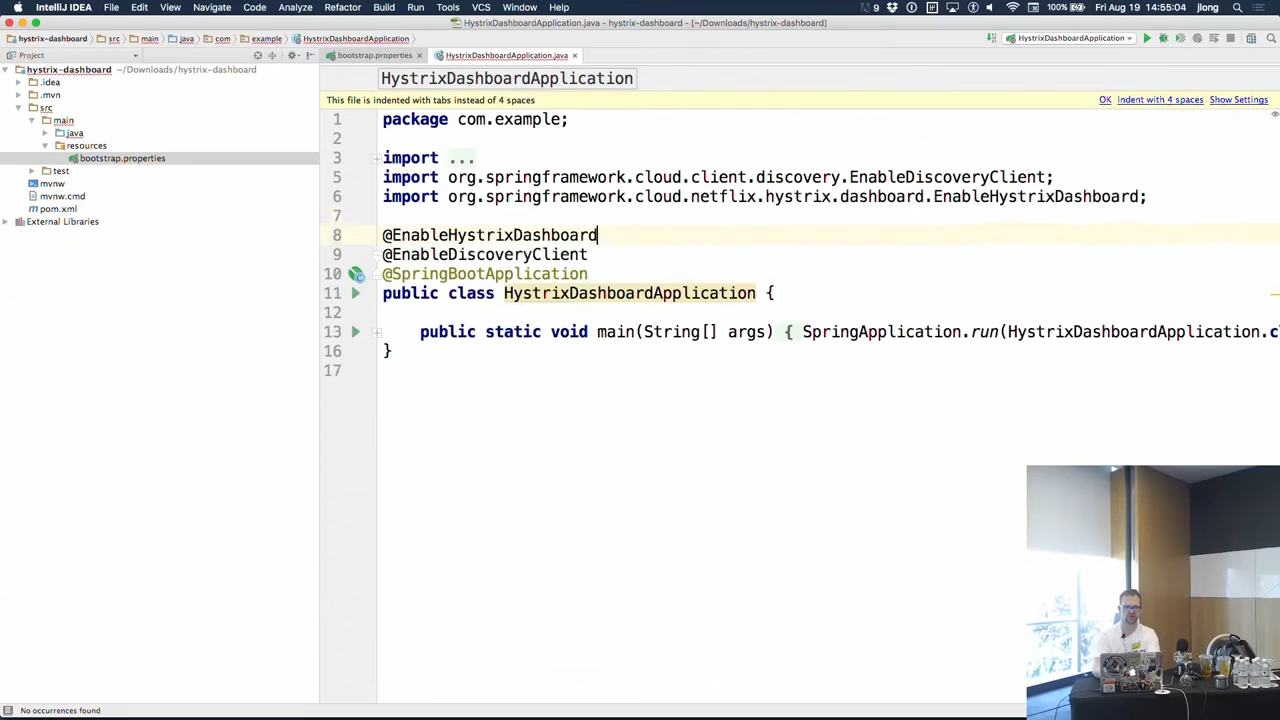 IntelliJ IDEA File Edit View Navigate Code Analyze Refactor Build Run Tools VCS Window Help 9 100% Fri Aug 19 14:55:04 jlong
HystrixDashboardApplication.java - hystrix-dashboard - [~/Downloads/hystrix-dashboard]
hystrix-dashboard src main java com example HystrixDashboardApplication HystrixDashboardApplication
Project bootstrap.properties HystrixDashboardApplication.java
hystrix-dashboard ~/Downloads/hystrix-dashboard
.idea
.mvn
src
main
java
resources
bootstrap.properties
test
mvnw
mvnw.cmd
pom.xml
External Libraries
HystrixDashboardApplication
This file is indented with tabs instead of 4 spaces OK Indent with 4 spaces Show Settings
1 package com.example;
2
3 import ...
5 import org.springframework.cloud.client.discovery.EnableDiscoveryClient;
6 import org.springframework.cloud.netflix.hystrix.dashboard.EnableHystrixDashboard;
7
8 @EnableHystrixDashboard
9 @EnableDiscoveryClient
10 @SpringBootApplication
11 public class HystrixDashboardApplication {
12
13 public static void main(String[] args) { SpringApplication.run(HystrixDashboardApplication.c
16 }
17
No occurrences found